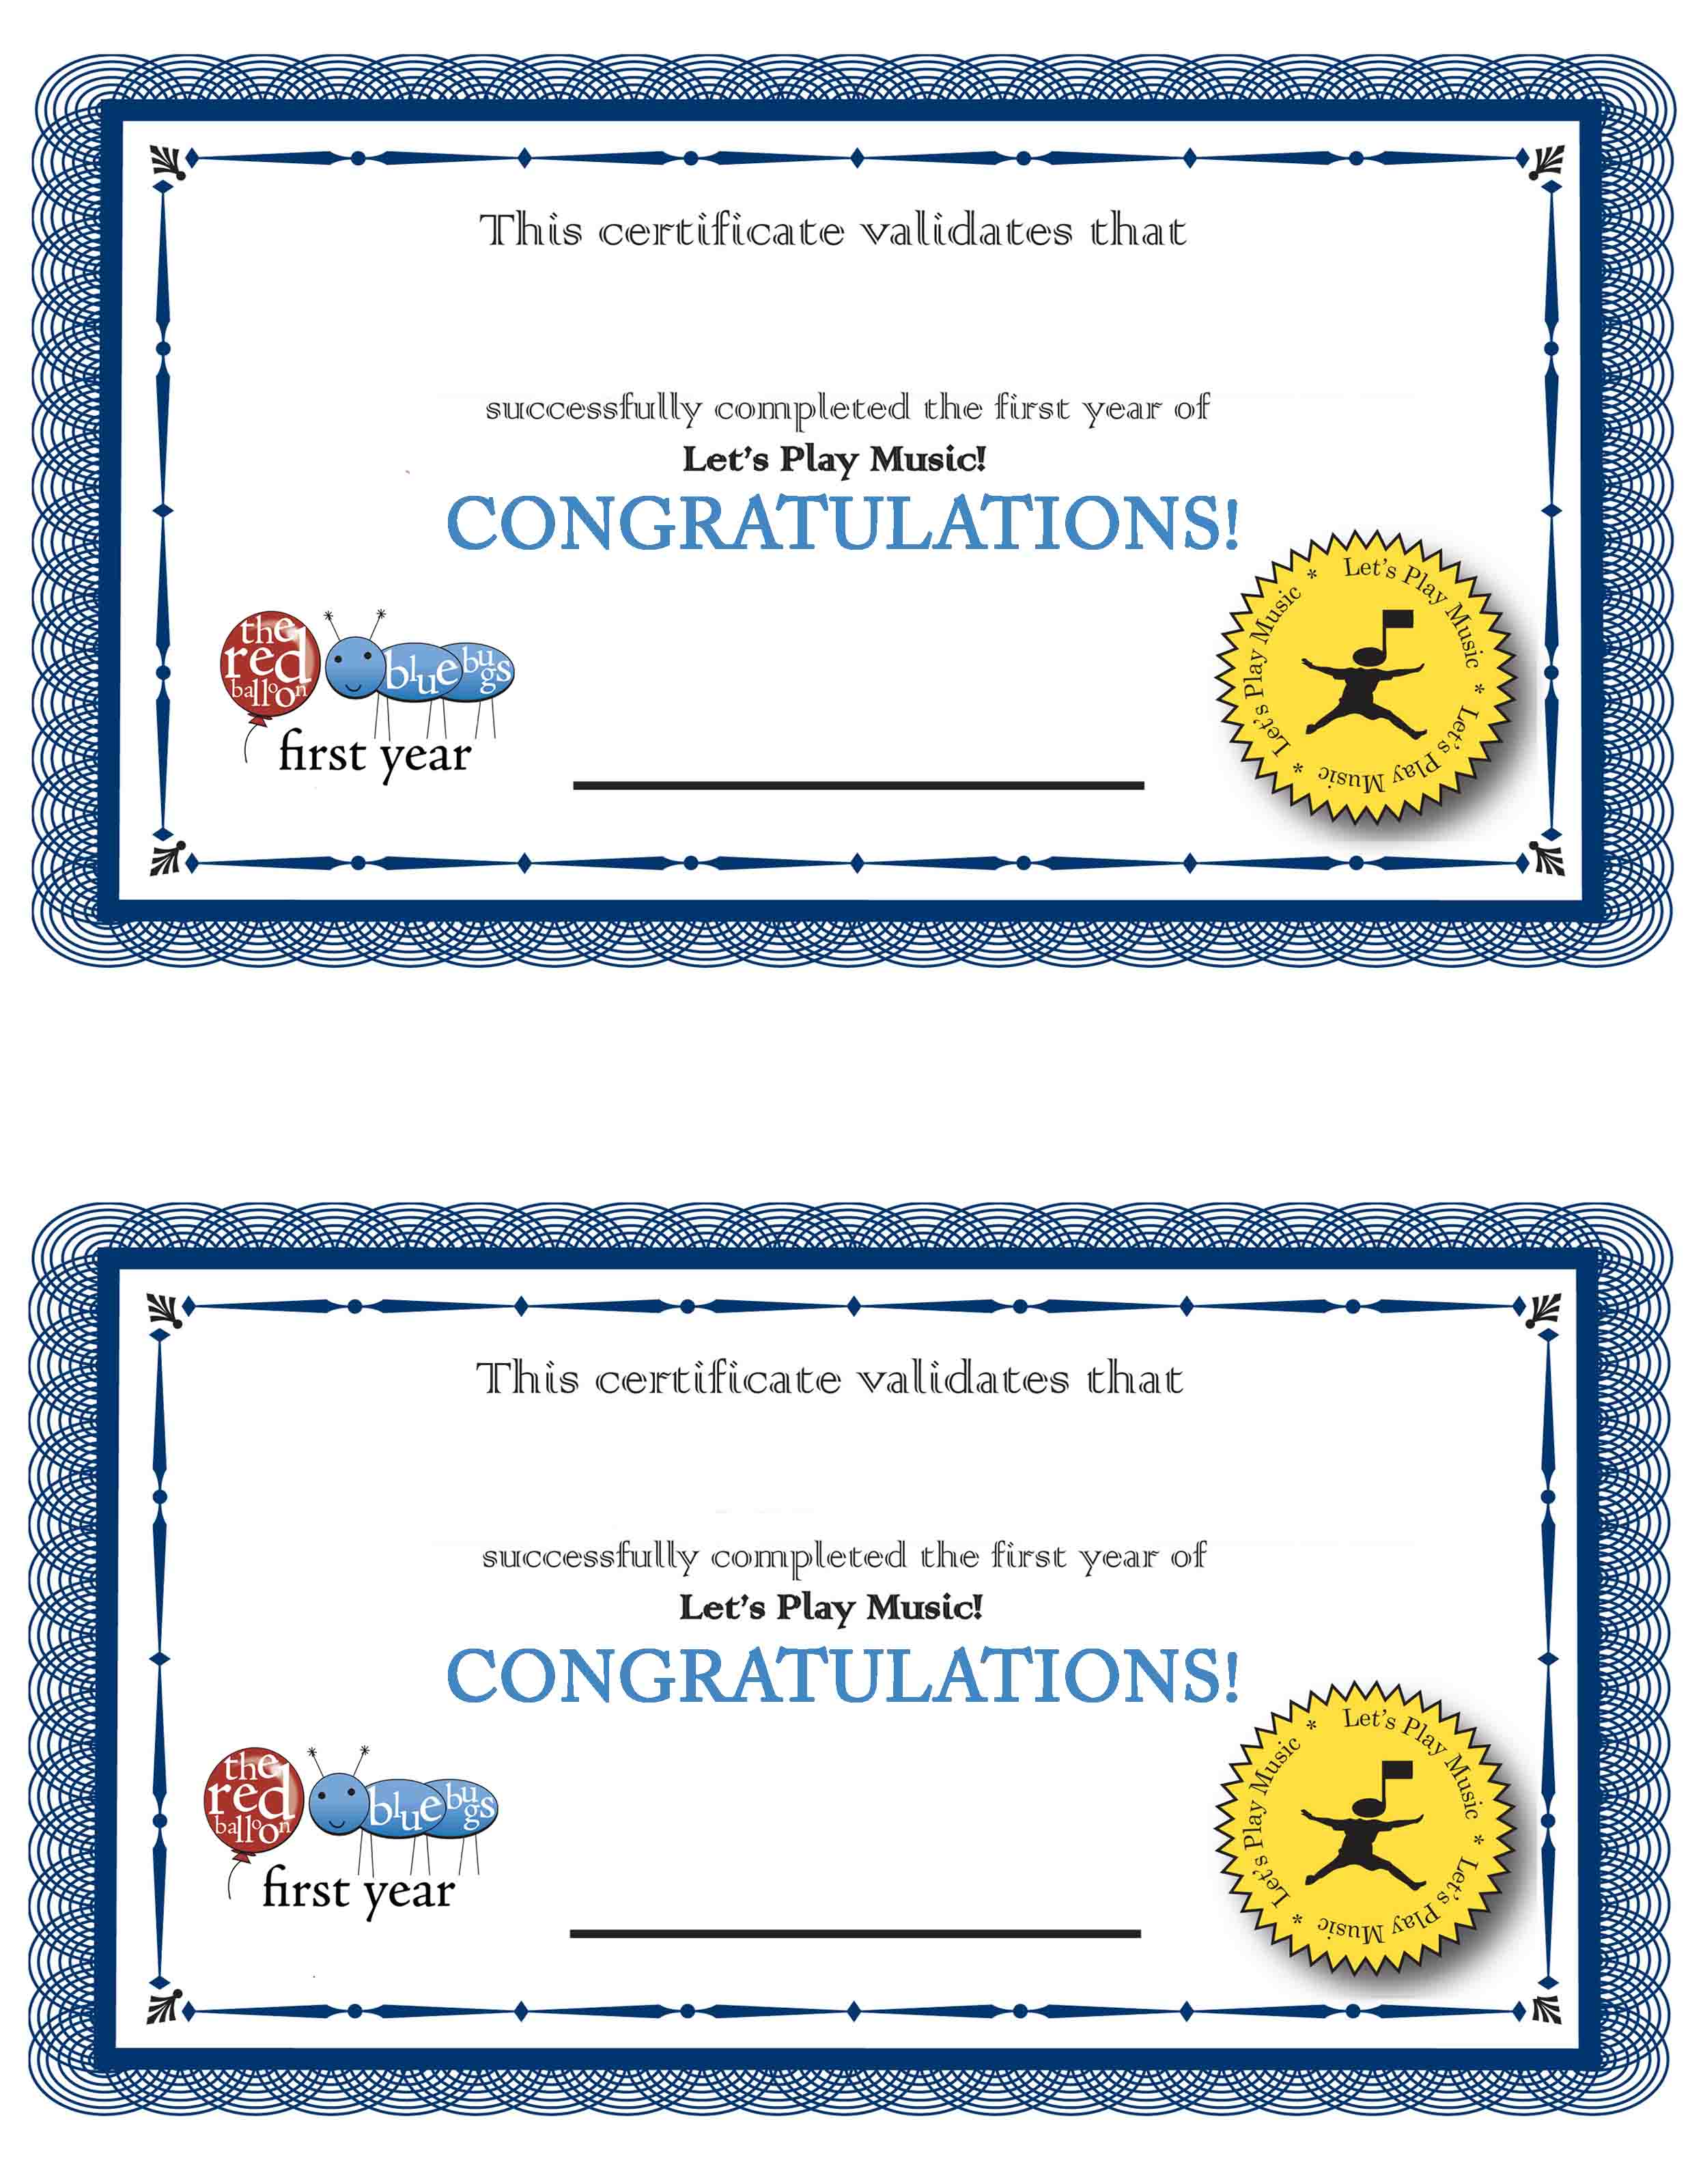 This certificate validates that
successfully completed the first year of
Let's Play Music!
CONGRATULATIONS!
the
red
balloon
blue bugs
first year
Let's Play Music * Let's Play Music * Let's Play Music *
This certificate validates that
successfully completed the first year of
Let's Play Music!
CONGRATULATIONS!
the
red
balloon
blue bugs
first year
Let's Play Music * Let's Play Music * Let's Play Music *